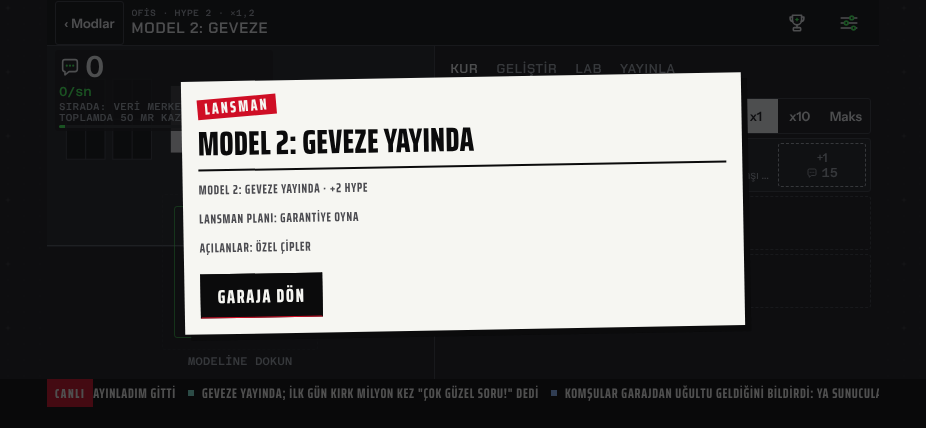 ‹ Modlar
OFİS · HYPE 2 · ×1,2
MODEL 2: GEVEZE
0
0/sn
SIRADA: VERİ MERKE
TOPLAMDA 50 MR KAZ
KUR GELİŞTİR LAB YAYINLA
x1 x10 Maks
+1
15
LANSMAN
MODEL 2: GEVEZE YAYINDA
MODEL 2: GEVEZE YAYINDA · +2 HYPE
LANSMAN PLANI: GARANTİYE OYNA
AÇILANLAR: ÖZEL ÇİPLER
GARAJA DÖN
MODELİNE DOKUN
CANLI AYINLADIM GİTTİ GEVEZE YAYINDA; İLK GÜN KIRK MİLYON KEZ "ÇOK GÜZEL SORU!" DEDİ KOMŞULAR GARAJDAN UĞULTU GELDİĞİNİ BİLDİRDİ: YA SUNUCULA